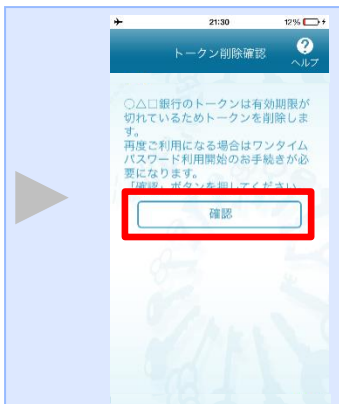 21:30
12%
トークン削除確認
?
ヘルプ
○△□銀行のトークンは有効期限が
切れているためトークンを削除しま
す。
再度ご利用になる場合はワンタイム
パスワード利用開始のお手続きが必
要になります。
「確認」ボタンを押してください
確認